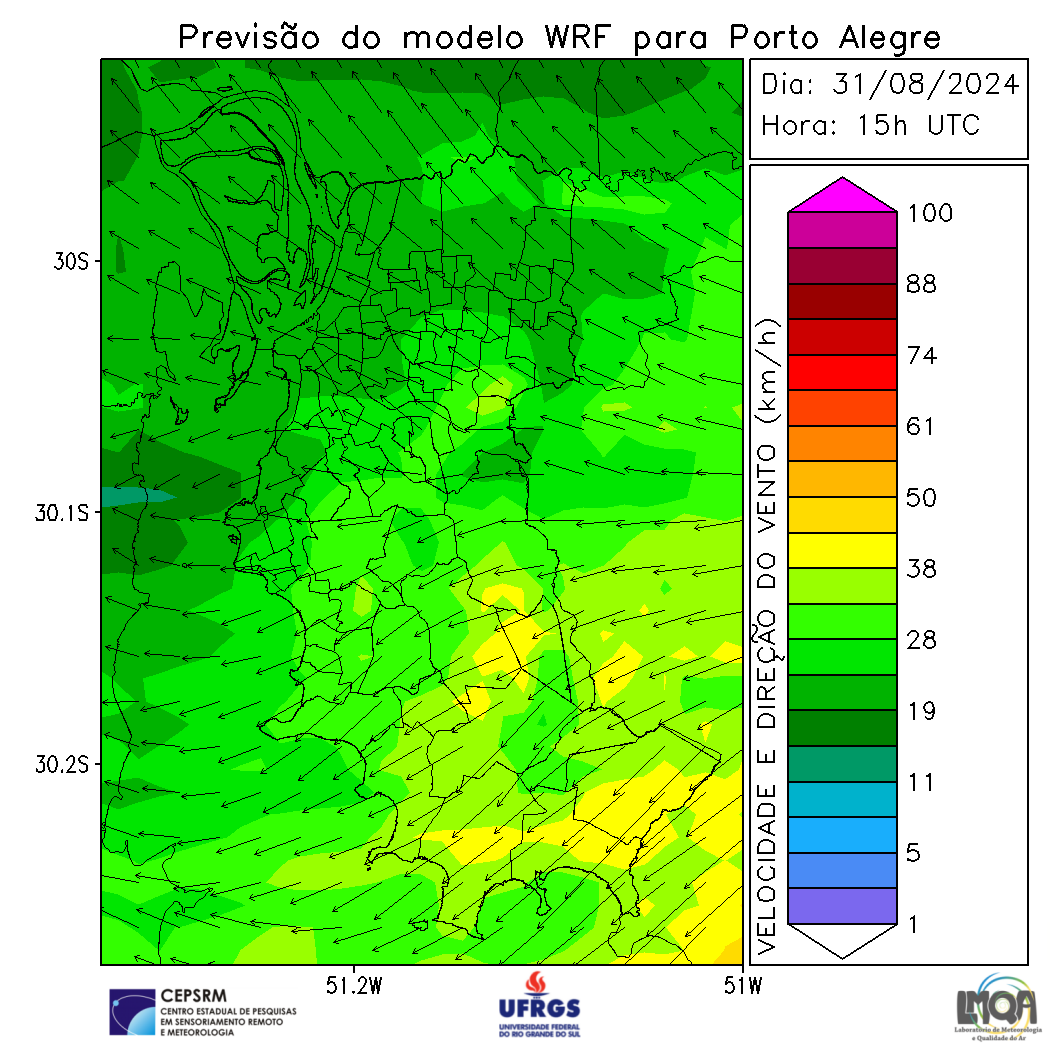 Previsão do modelo WRF para Porto Alegre
Dia: 31/08/2024
Hora: 15h UTC
30S
30.1S
30.2S
51.2W
51W
VELOCIDADE E DIREÇÃO DO VENTO (km/h)
100
88
74
61
50
38
28
19
11
5
1
CEPSRM
CENTRO ESTADUAL DE PESQUISAS
EM SENSORIAMENTO REMOTO
E METEOROLOGIA
UFRGS
UNIVERSIDADE FEDERAL
DO RIO GRANDE DO SUL
LMQA
Laboratório de Meteorologia
e Qualidade do Ar